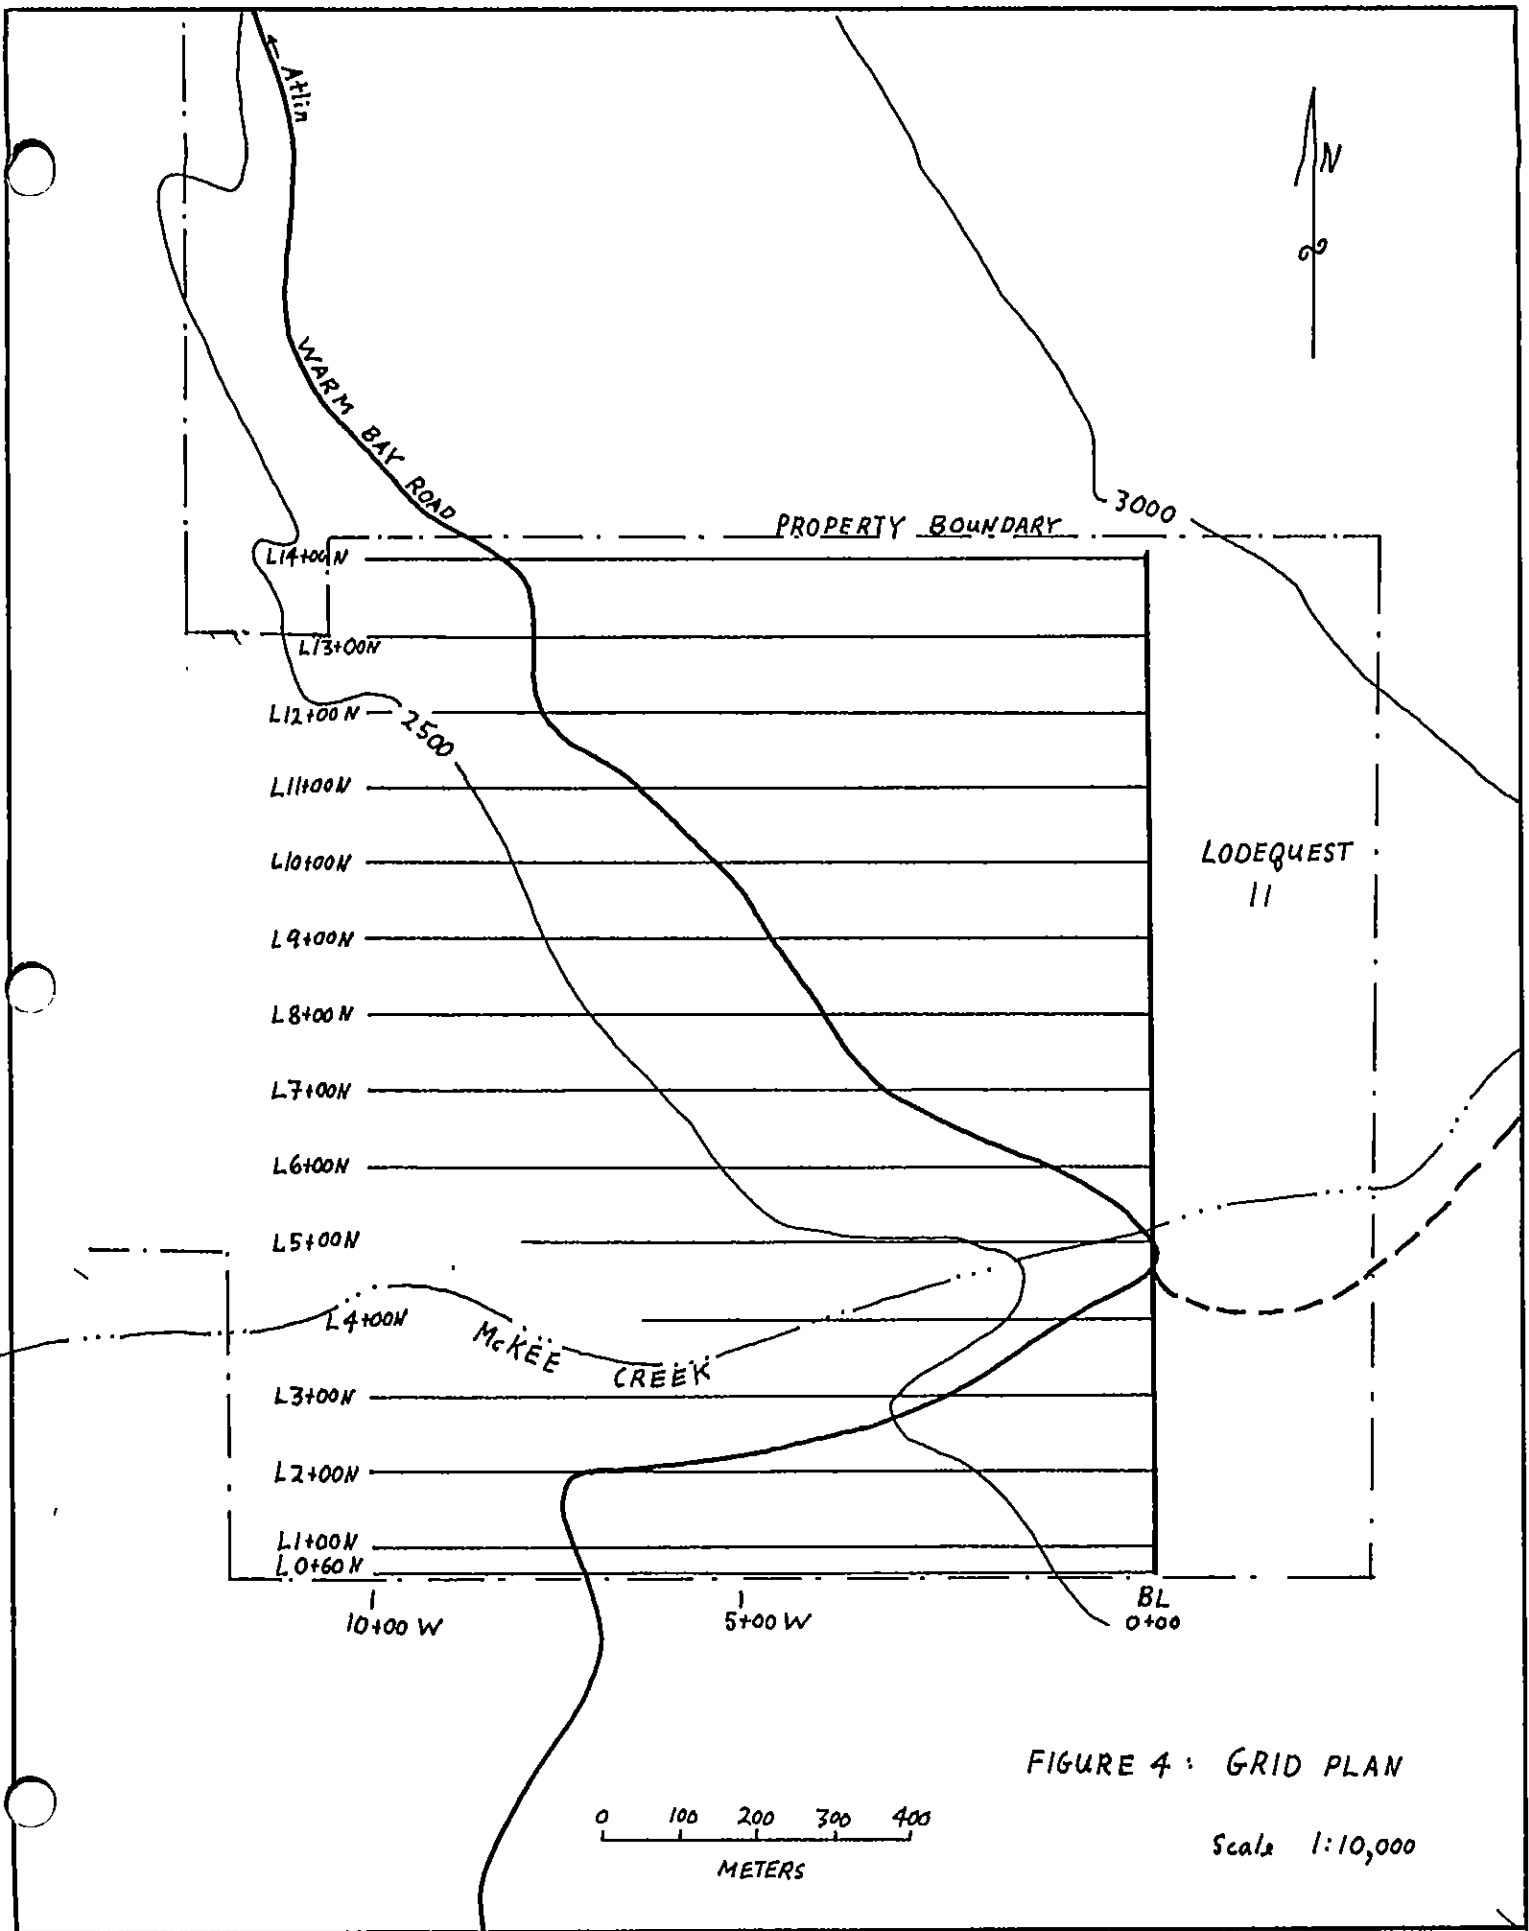 ← Atlin
N
WARM BAY ROAD
3000
PROPERTY BOUNDARY
L14+00N
L13+00N
L12+00N
2500
L11+00N
L10+00N
LODEQUEST
11
L9+00N
L8+00N
L7+00N
L6+00N
L5+00N
L4+00N
McKEE CREEK
L3+00N
L2+00N
L1+00N
L0+60N
10+00 W
5+00 W
BL
0+00
FIGURE 4: GRID PLAN
0 100 200 300 400
METERS
Scale 1:10,000